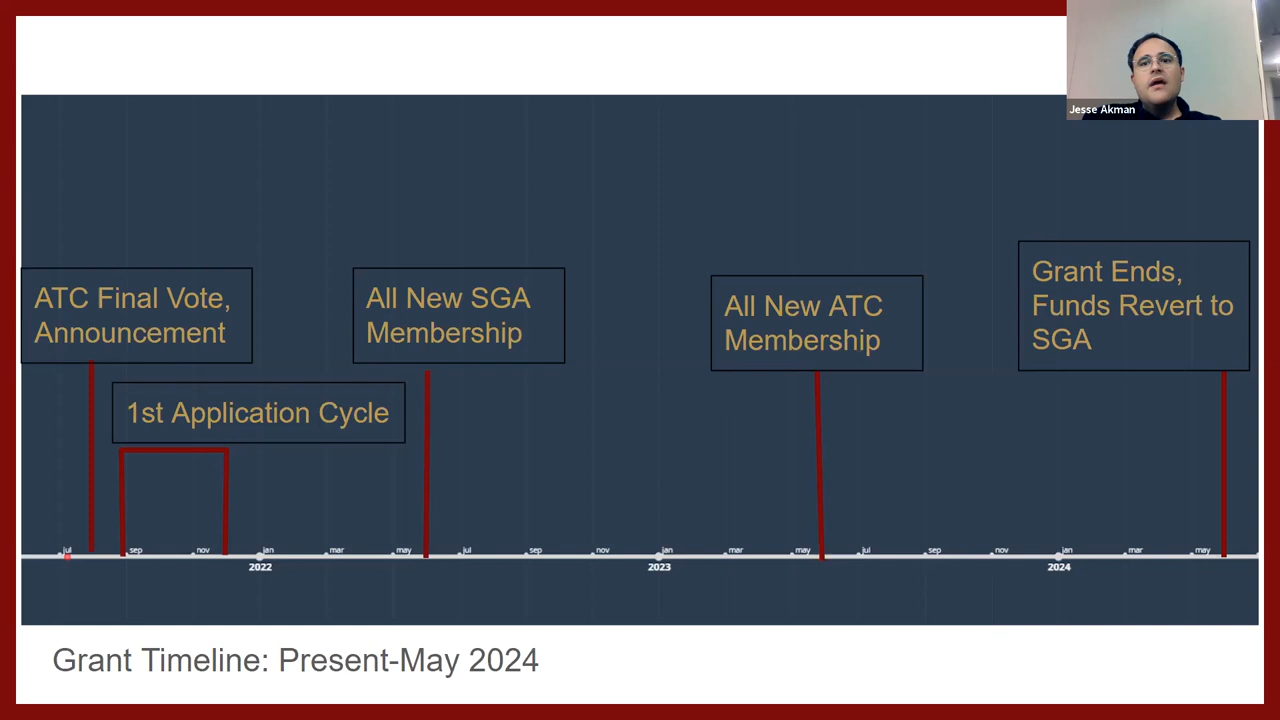 Jesse Akman
ATC Final Vote,
Announcement
All New SGA
Membership
All New ATC
Membership
Grant Ends,
Funds Revert to
SGA
1st Application Cycle
jul sep nov jan mar may jul sep nov jan mar may jul sep nov jan mar may
2022 2023 2024
Grant Timeline: Present-May 2024